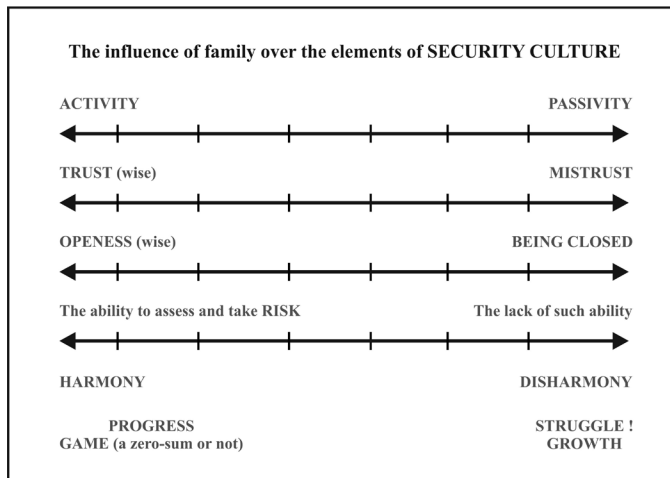 The influence of family over the elements of SECURITY CULTURE
ACTIVITY PASSIVITY
TRUST (wise) MISTRUST
OPENESS (wise) BEING CLOSED
The ability to assess and take RISK The lack of such ability
HARMONY DISHARMONY
PROGRESS STRUGGLE !
GAME (a zero-sum or not) GROWTH